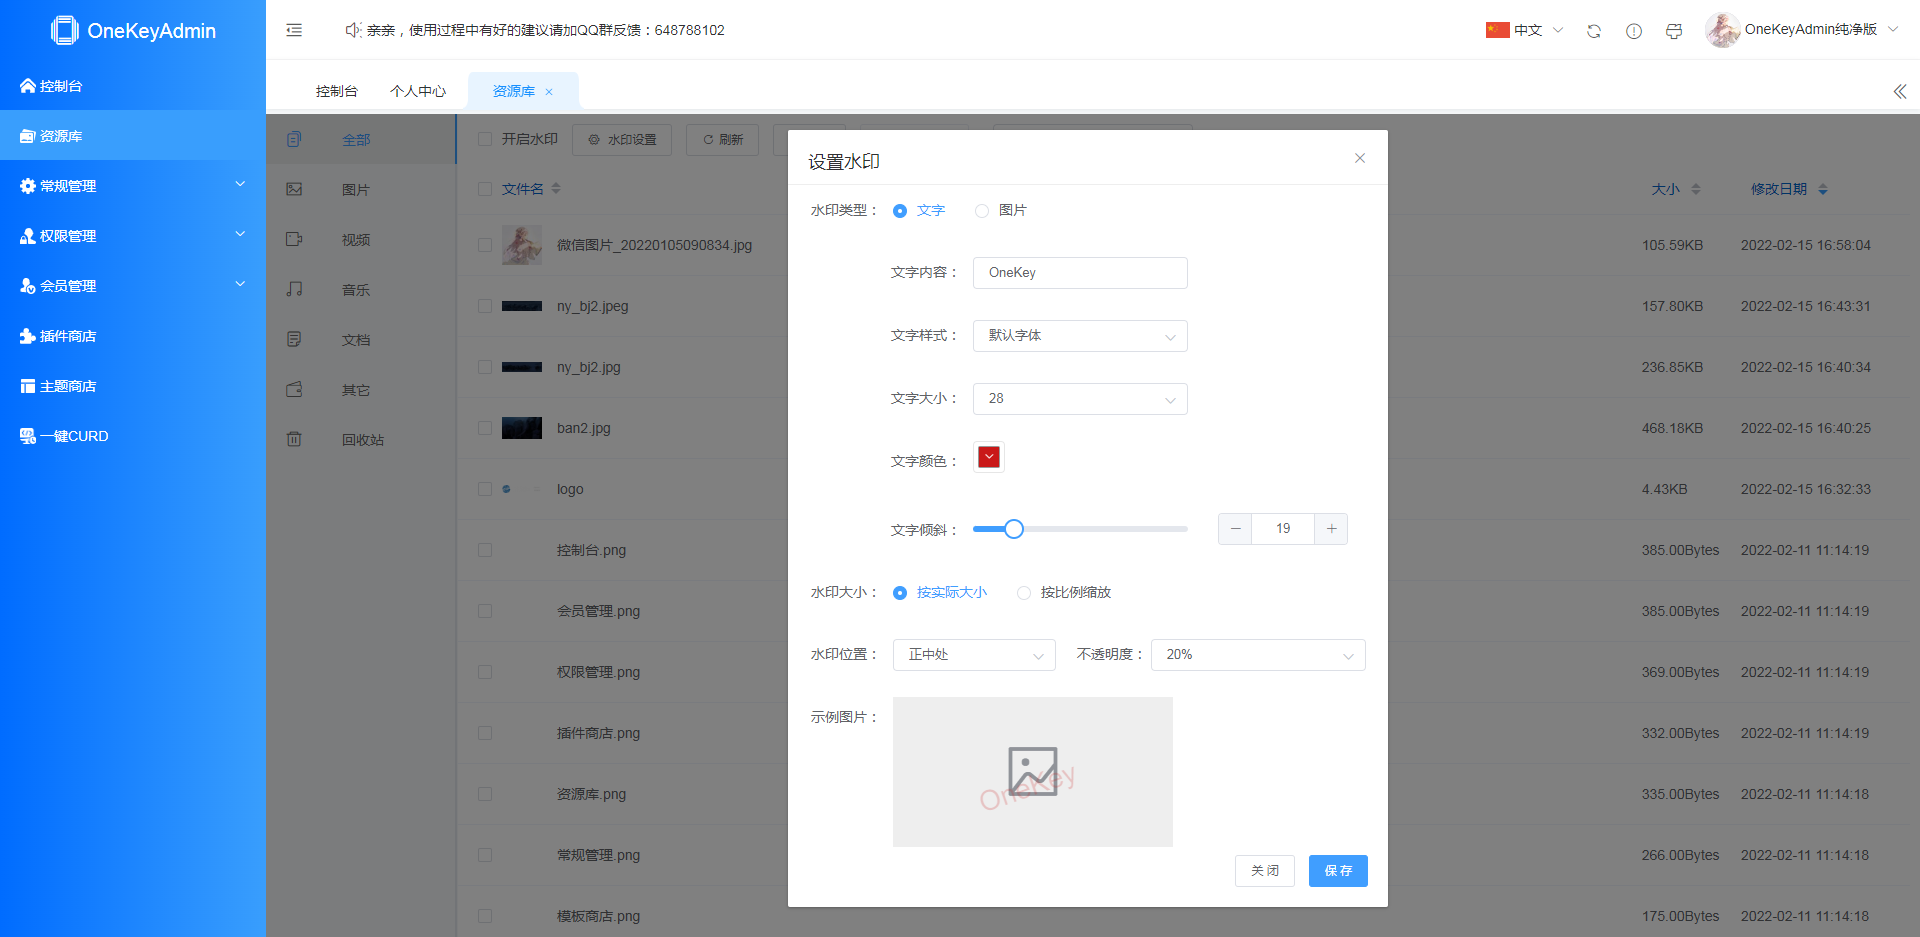 OneKeyAdmin
控制台
资源库
常规管理
权限管理
会员管理
插件商店
主题商店
一键CURD
亲亲，使用过程中有好的建议请加QQ群反馈：648788102
中文
OneKeyAdmin纯净版
控制台
个人中心
资源库
全部
图片
视频
音乐
文档
其它
回收站
开启水印
水印设置
刷新
文件名
大小
修改日期
微信图片_20220105090834.jpg
105.59KB
2022-02-15 16:58:04
ny_bj2.jpeg
157.80KB
2022-02-15 16:43:31
ny_bj2.jpg
236.85KB
2022-02-15 16:40:34
ban2.jpg
468.18KB
2022-02-15 16:40:25
logo
4.43KB
2022-02-15 16:32:33
控制台.png
385.00Bytes
2022-02-11 11:14:19
会员管理.png
385.00Bytes
2022-02-11 11:14:19
权限管理.png
369.00Bytes
2022-02-11 11:14:19
插件商店.png
332.00Bytes
2022-02-11 11:14:19
资源库.png
335.00Bytes
2022-02-11 11:14:18
常规管理.png
266.00Bytes
2022-02-11 11:14:18
模板商店.png
175.00Bytes
2022-02-11 11:14:18
设置水印
水印类型：
文字
图片
文字内容：
OneKey
文字样式：
默认字体
文字大小：
28
文字颜色：
文字倾斜：
19
水印大小：
按实际大小
按比例缩放
水印位置：
正中处
不透明度：
20%
示例图片：
OneKey
关闭
保存